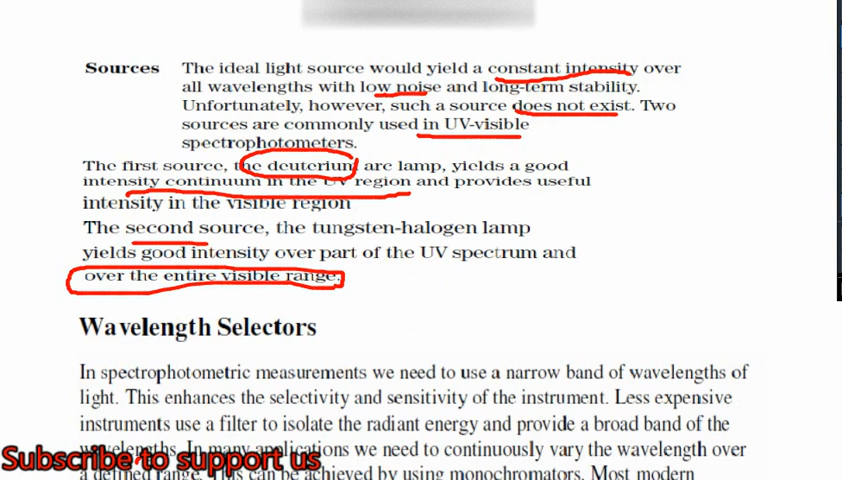 Sources The ideal light source would yield a constant intensity over
all wavelengths with low noise and long-term stability.
Unfortunately, however, such a source does not exist. Two
sources are commonly used in UV-visible
spectrophotometers.
The first source, the deuterium arc lamp, yields a good
intensity continuum in the UV region and provides useful
intensity in the visible region
The second source, the tungsten-halogen lamp
yields good intensity over part of the UV spectrum and
over the entire visible range.
Wavelength Selectors
In spectrophotometric measurements we need to use a narrow band of wavelengths of
light. This enhances the selectivity and sensitivity of the instrument. Less expensive
instruments use a filter to isolate the radiant energy and provide a broad band of the
wavelengths. In many applications we need to continuously vary the wavelength over
a defined range. This can be achieved by using monochromators. Most modern
Subscribe to support us